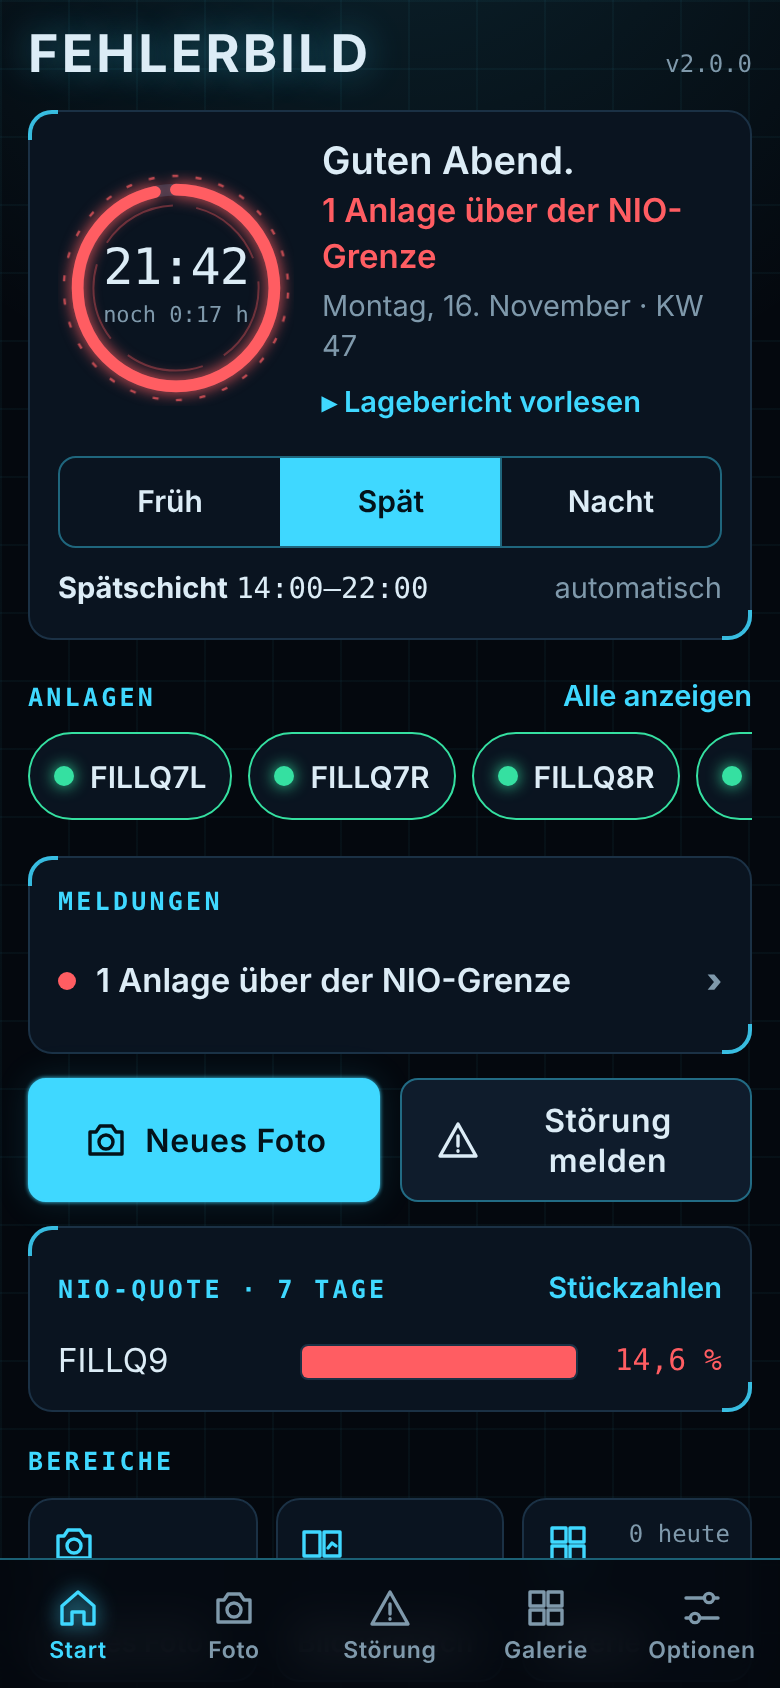 FEHLERBILD
v2.0.0
21:42
noch 0:17 h
Guten Abend.
1 Anlage über der NIO-
Grenze
Montag, 16. November · KW
47
▸ Lagebericht vorlesen
Früh
Spät
Nacht
Spätschicht 14:00–22:00
automatisch
ANLAGEN
Alle anzeigen
FILLQ7L
FILLQ7R
FILLQ8R
MELDUNGEN
1 Anlage über der NIO-Grenze ›
Neues Foto
Störung
melden
NIO-QUOTE · 7 TAGE
Stückzahlen
FILLQ9
14,6 %
BEREICHE
0 heute
Start
Foto
Störung
Galerie
Optionen